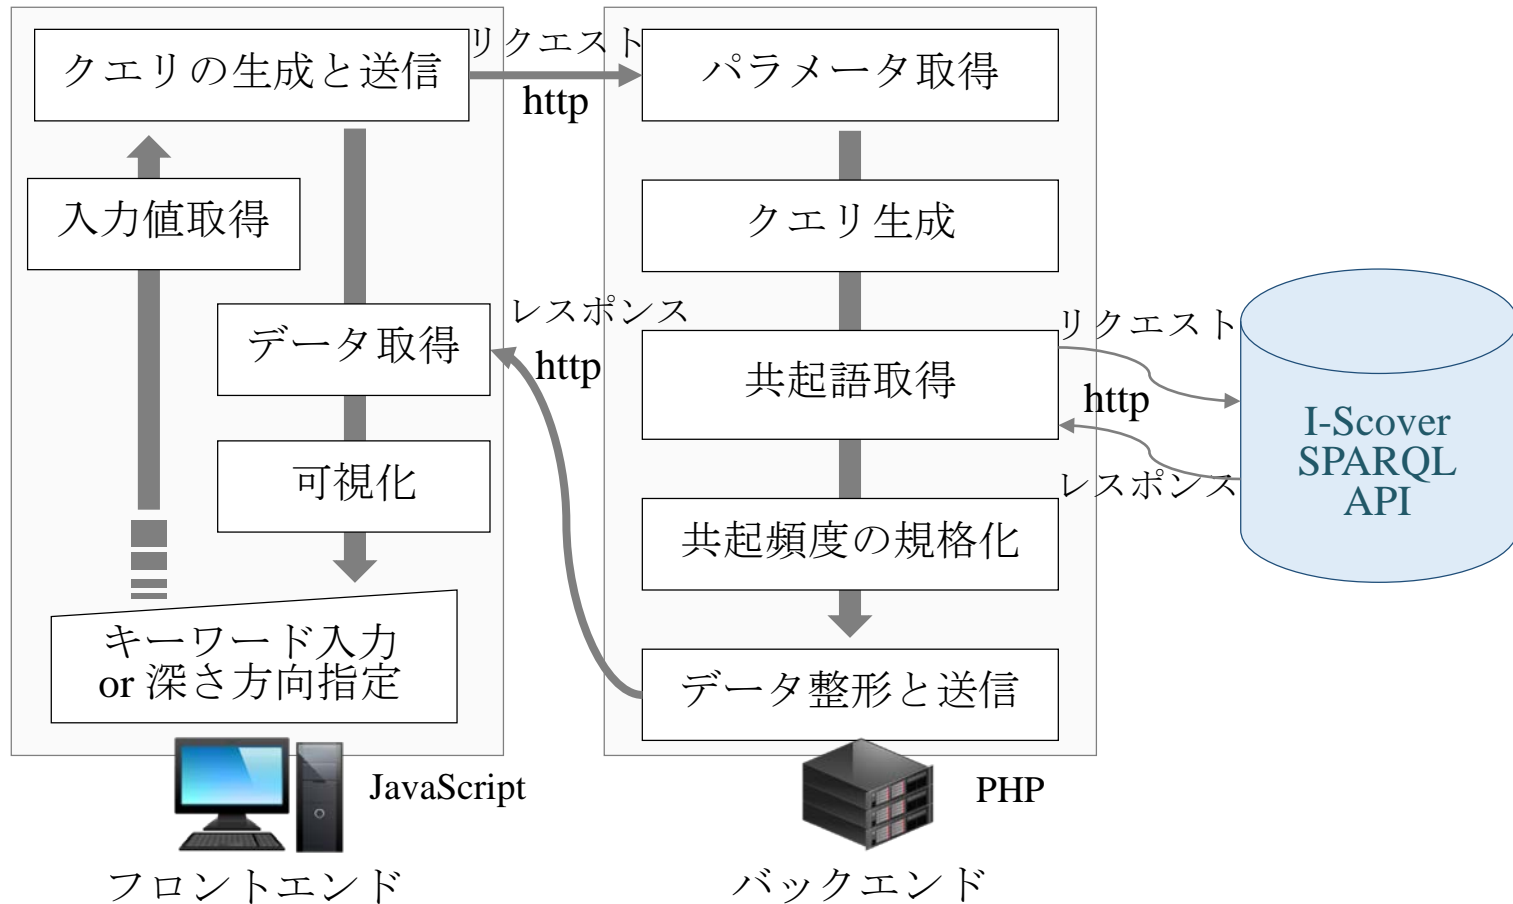 クエリの生成と送信
リクエスト
http
パラメータ取得
入力値取得
クエリ生成
データ取得
レスポンス
http
共起語取得
リクエスト
http
レスポンス
I-Scover
SPARQL
API
可視化
共起頻度の規格化
キーワード入力
or 深さ方向指定
データ整形と送信
JavaScript
PHP
フロントエンド
バックエンド